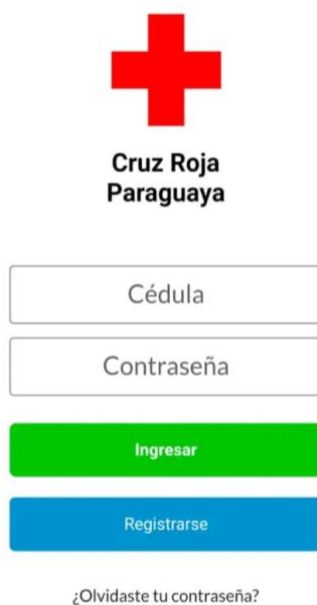 Cruz Roja
Paraguaya
Cédula
Contraseña
Ingresar
Registrarse
¿Olvidaste tu contraseña?